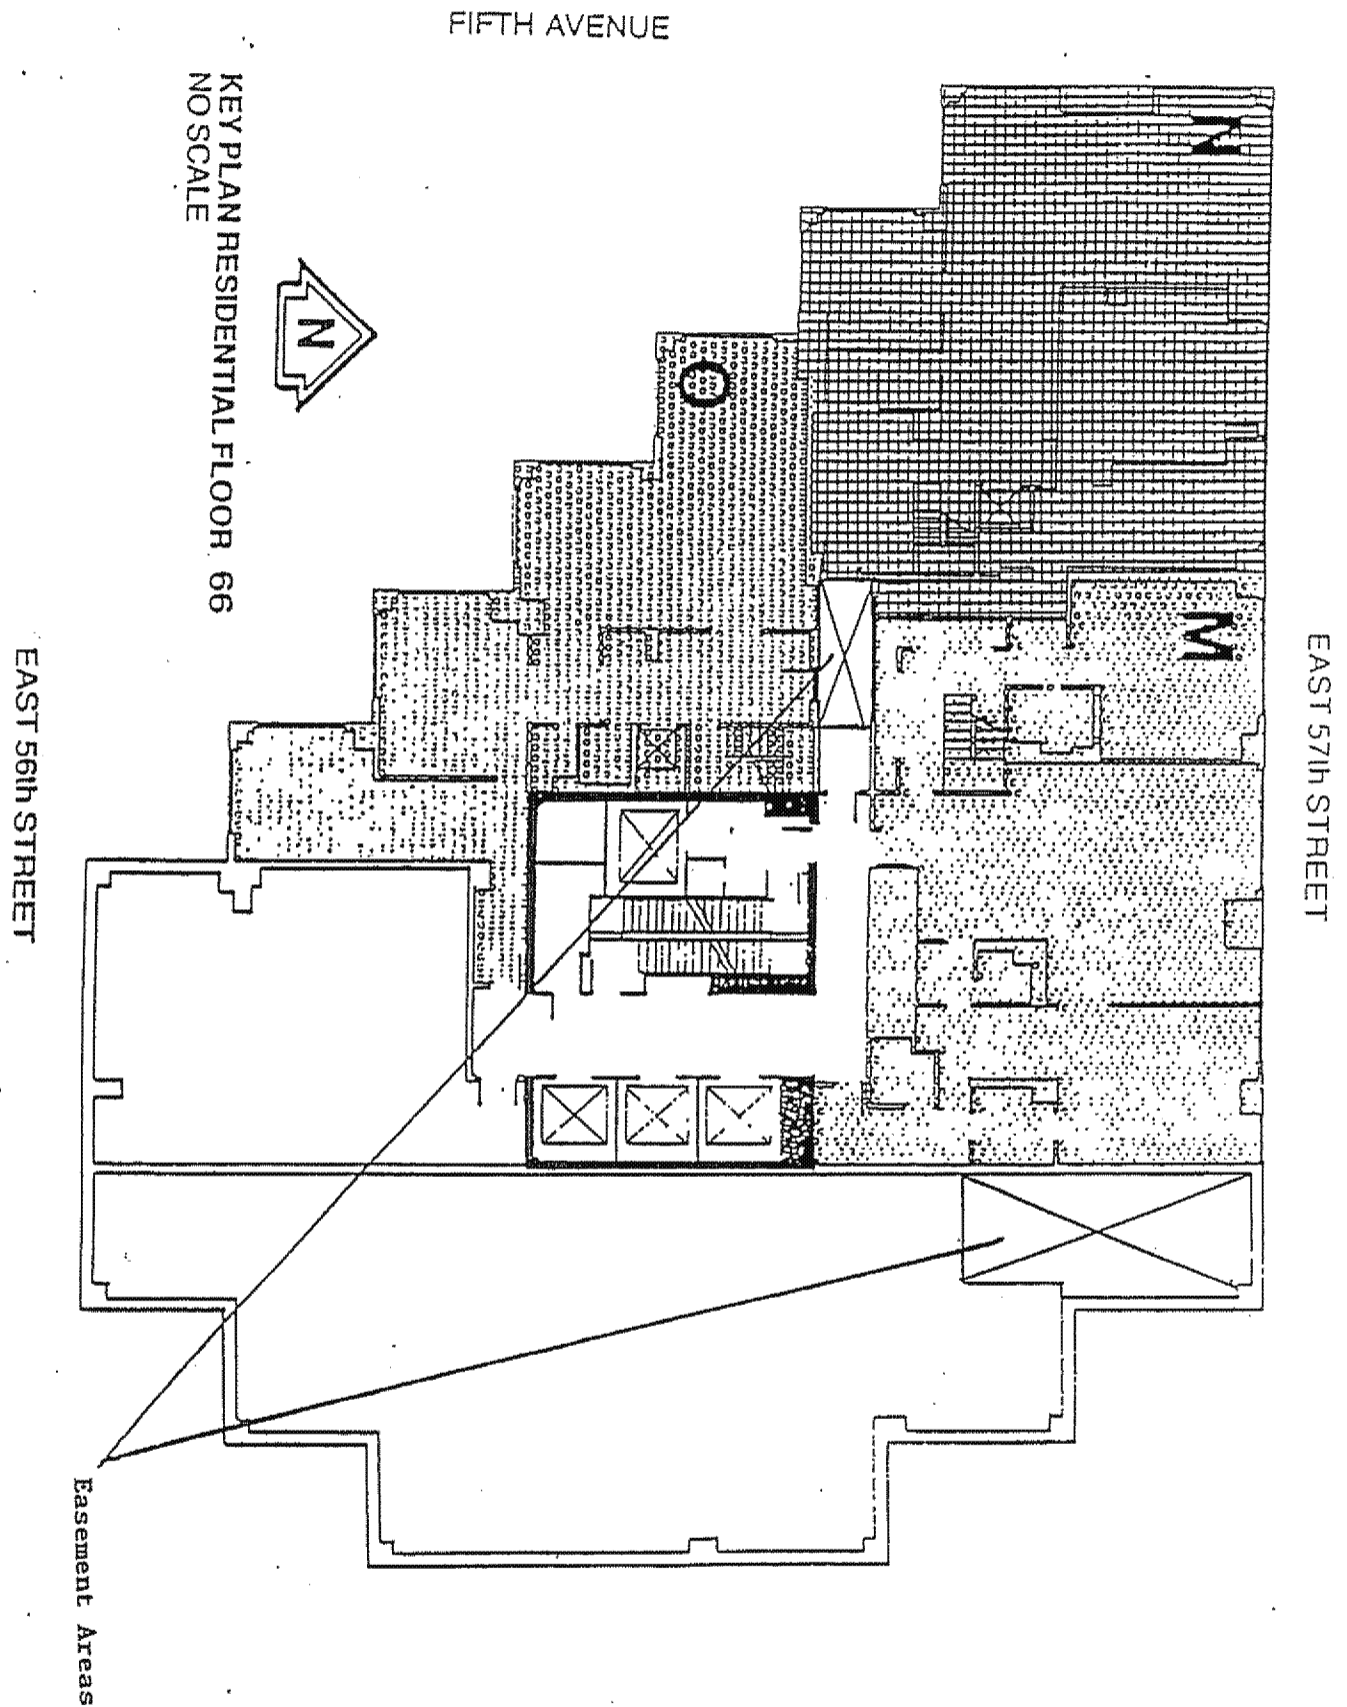 FIFTH AVENUE
KEY PLAN RESIDENTIAL FLOOR 66
NO SCALE
N
N
O
M
EAST 57th STREET
EAST 56th STREET
Easement Areas